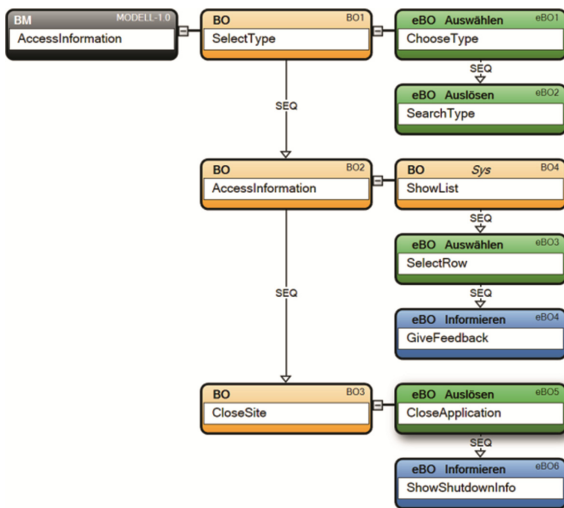 BM MODELL-1.0
AccessInformation
BO BO1
SelectType
eBO Auswählen eBO1
ChooseType
SEQ
eBO Auslösen eBO2
SearchType
SEQ
BO BO2
AccessInformation
BO Sys BO4
ShowList
SEQ
eBO Auswählen eBO3
SelectRow
SEQ
SEQ
eBO Informieren eBO4
GiveFeedback
BO BO3
CloseSite
eBO Auslösen eBO5
CloseApplication
SEQ
eBO Informieren eBO6
ShowShutdownInfo